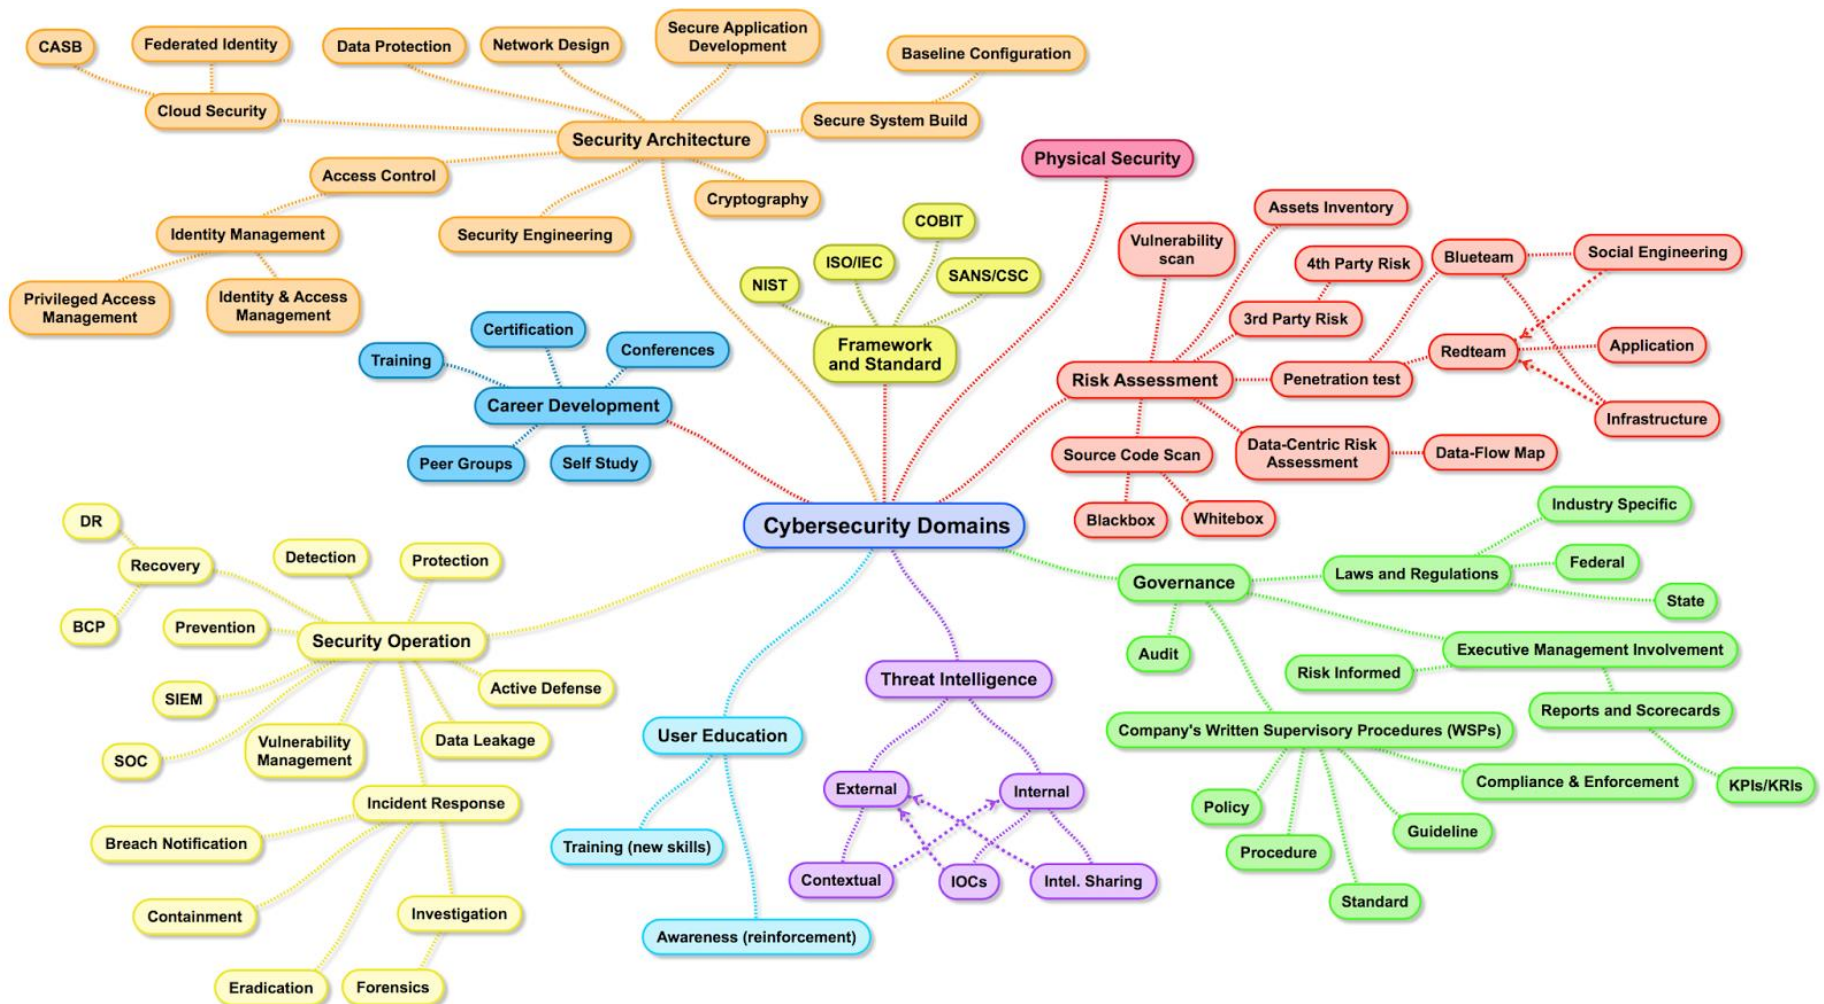 CASB
Federated Identity
Data Protection
Network Design
Secure Application
Development
Baseline Configuration
Cloud Security
Secure System Build
Security Architecture
Access Control
Cryptography
Identity Management
Security Engineering
Privileged Access
Management
Identity & Access
Management
Physical Security
COBIT
ISO/IEC
SANS/CSC
NIST
Framework
and Standard
Certification
Training
Conferences
Career Development
Peer Groups
Self Study
Assets Inventory
Vulnerability
scan
4th Party Risk
Blueteam
Social Engineering
3rd Party Risk
Redteam
Application
Risk Assessment
Penetration test
Infrastructure
Source Code Scan
Data-Centric Risk
Assessment
Data-Flow Map
Blackbox
Whitebox
Cybersecurity Domains
Industry Specific
Laws and Regulations
Federal
State
Governance
Audit
Executive Management Involvement
Risk Informed
Reports and Scorecards
Company's Written Supervisory Procedures (WSPs)
Compliance & Enforcement
KPIs/KRIs
Policy
Guideline
Procedure
Standard
DR
Recovery
Detection
Protection
BCP
Prevention
Security Operation
SIEM
Active Defense
SOC
Vulnerability
Management
Data Leakage
Incident Response
Breach Notification
Containment
Investigation
Eradication
Forensics
User Education
Training (new skills)
Awareness (reinforcement)
Threat Intelligence
External
Internal
Contextual
IOCs
Intel. Sharing